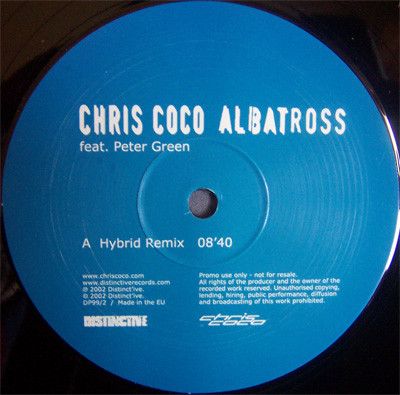 CHRIS COCO ALBATROSS
feat. Peter Green
A Hybrid Remix 08'40
www.chriscoco.com
www.distinctiverecords.com
℗ 2002 Distinct'ive.
© 2002 Distinct'ive.
DP99/2 / Made in the EU
DISTINCTIVE
Promo use only - not for resale.
All rights of the producer and the owner of the
recorded work reserved. Unauthorised copying,
lending, hiring, public performance, diffusion
and broadcasting of this work prohibited.
chris
coco